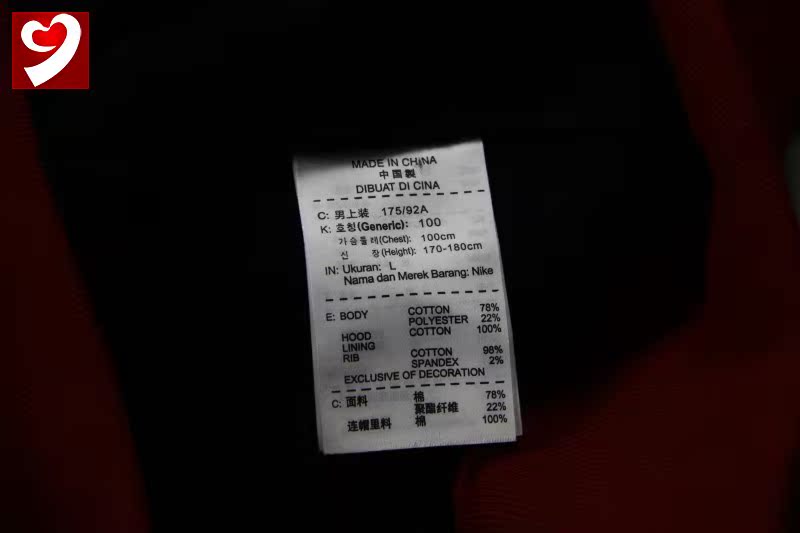 MADE IN CHINA
中国製
DIBUAT DI CINA
C: 男上装 175/92A
K: 호칭(Generic): 100
가슴둘레(Chest): 100cm
신 장(Height): 170-180cm
IN: Ukuran: L
Nama dan Merek Barang: Nike
E: BODY COTTON 78%
POLYESTER 22%
HOOD LINING COTTON 100%
RIB COTTON 98%
SPANDEX 2%
EXCLUSIVE OF DECORATION
C: 面料 棉 78%
聚酯纤维 22%
连帽里料 棉 100%